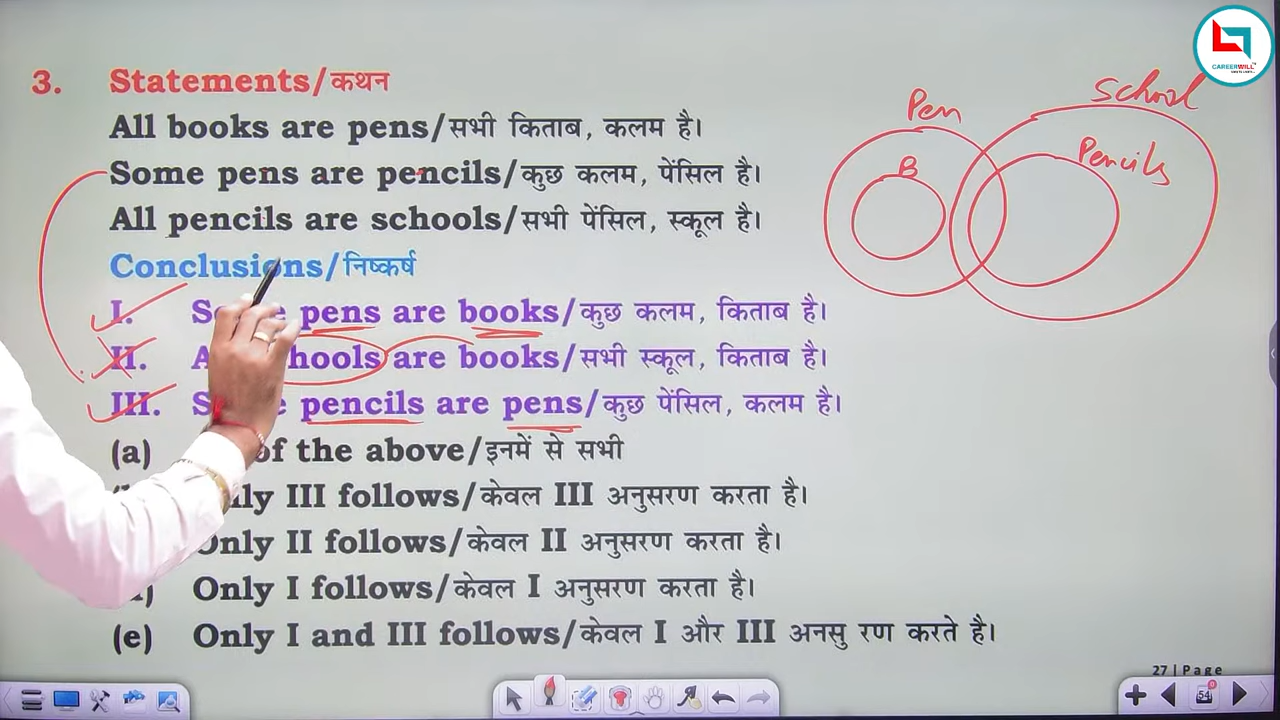 3. Statements/कथन
All books are pens/सभी किताब, कलम है।
Some pens are pencils/कुछ कलम, पेंसिल है।
All pencils are schools/सभी पेंसिल, स्कूल है।
Conclusions/निष्कर्ष
I. pens are books/कुछ कलम, किताब है।
II. are books/सभी स्कूल, किताब है।
III. pencils are pens/कुछ पेंसिल, कलम है।
(a) of the above/इनमें से सभी
III follows/केवल III अनुसरण करता है।
Only II follows/केवल II अनुसरण करता है।
Only I follows/केवल I अनुसरण करता है।
(e) Only I and III follows/केवल I और III अनसु रण करते है।
Pen
School
B
Pencils
CAREERWILL
27 | Page
54